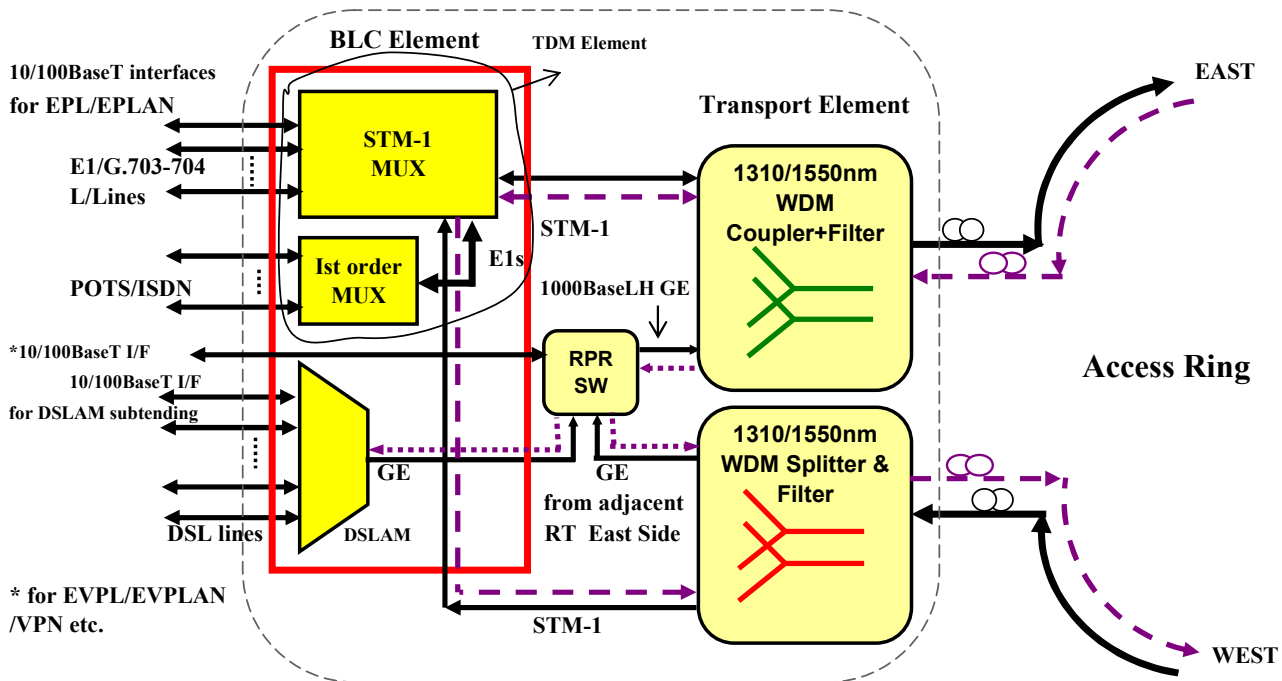 BLC Element
TDM Element
10/100BaseT interfaces
for EPL/EPLAN
E1/G.703-704
L/Lines
POTS/ISDN
*10/100BaseT I/F
10/100BaseT I/F
for DSLAM subtending
DSL lines
* for EVPL/EVPLAN
/VPN etc.
STM-1
MUX
Ist order
MUX
E1s
STM-1
1000BaseLH GE
RPR
SW
DSLAM
GE
GE
from adjacent
RT East Side
STM-1
Transport Element
1310/1550nm
WDM
Coupler+Filter
1310/1550nm
WDM Splitter &
Filter
EAST
Access Ring
WEST